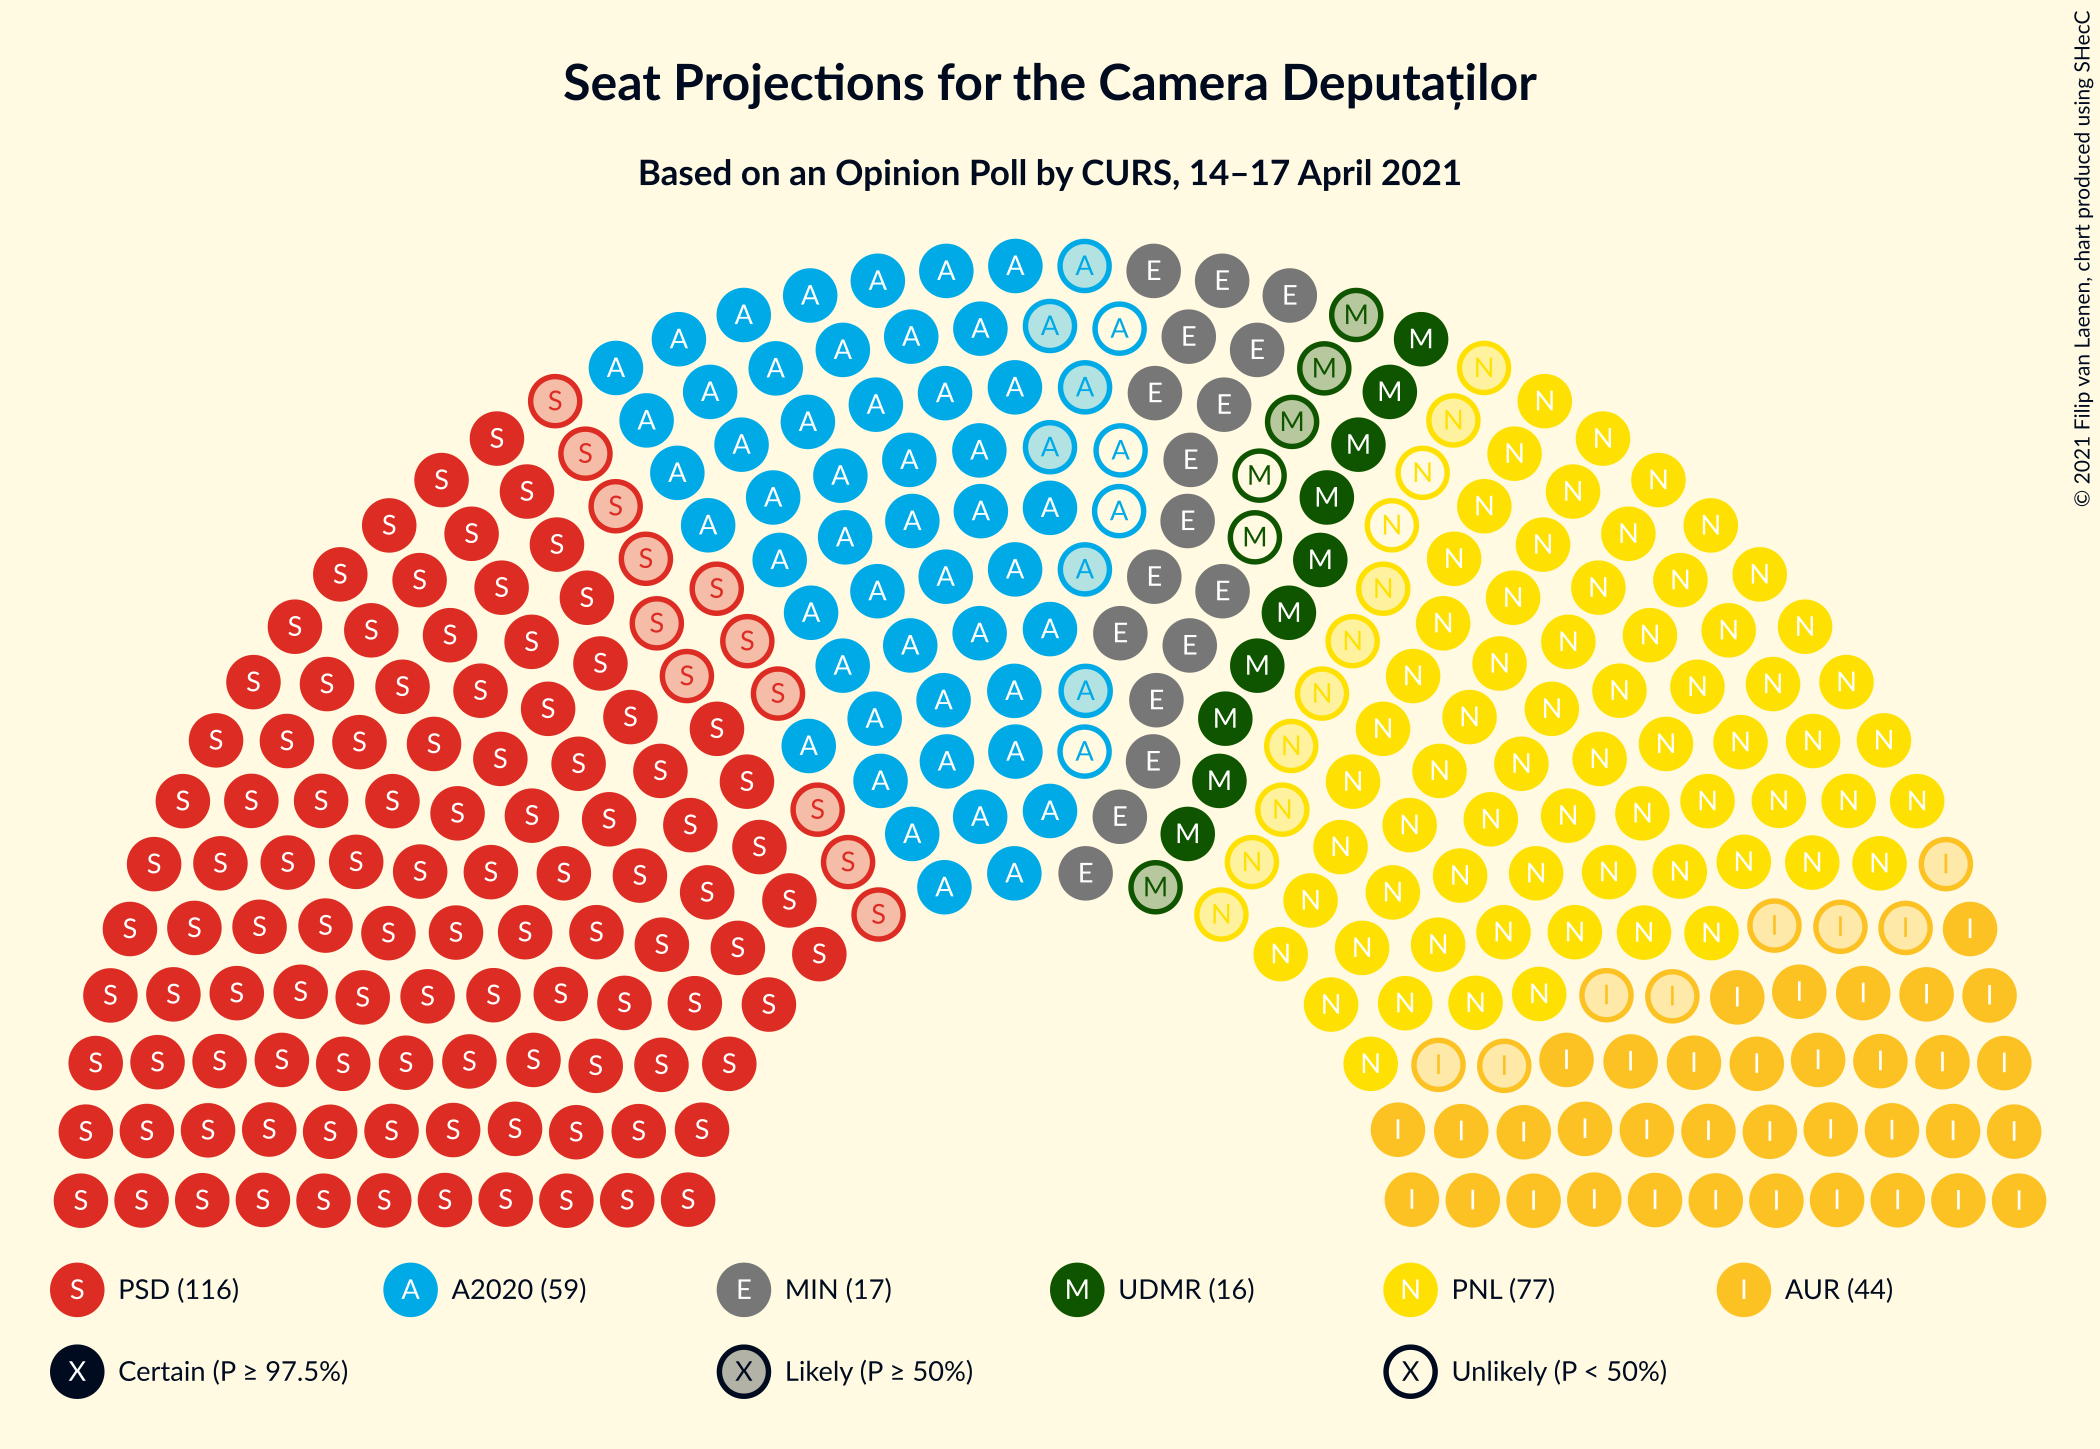 Seat Projections for the Camera Deputaților
Based on an Opinion Poll by CURS, 14–17 April 2021
© 2021 Filip van Laenen, chart produced using SHecC
S PSD (116) A A2020 (59) E MIN (17) M UDMR (16) N PNL (77) I AUR (44)
X Certain (P ≥ 97.5%) X Likely (P ≥ 50%) X Unlikely (P < 50%)